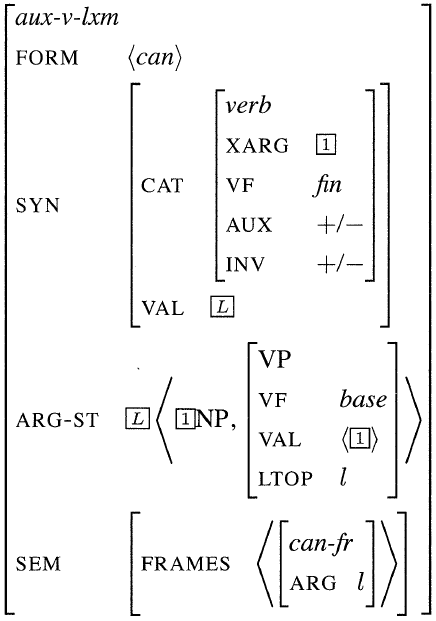 aux-v-lxm
FORM ⟨can⟩
verb
XARG 1
CAT VF fin
SYN AUX +/−
INV +/−
VAL L
VP
VF base
ARG-ST L ⟨ 1NP, VAL ⟨1⟩ ⟩
LTOP l
can-fr
SEM FRAMES ⟨ ARG l ⟩